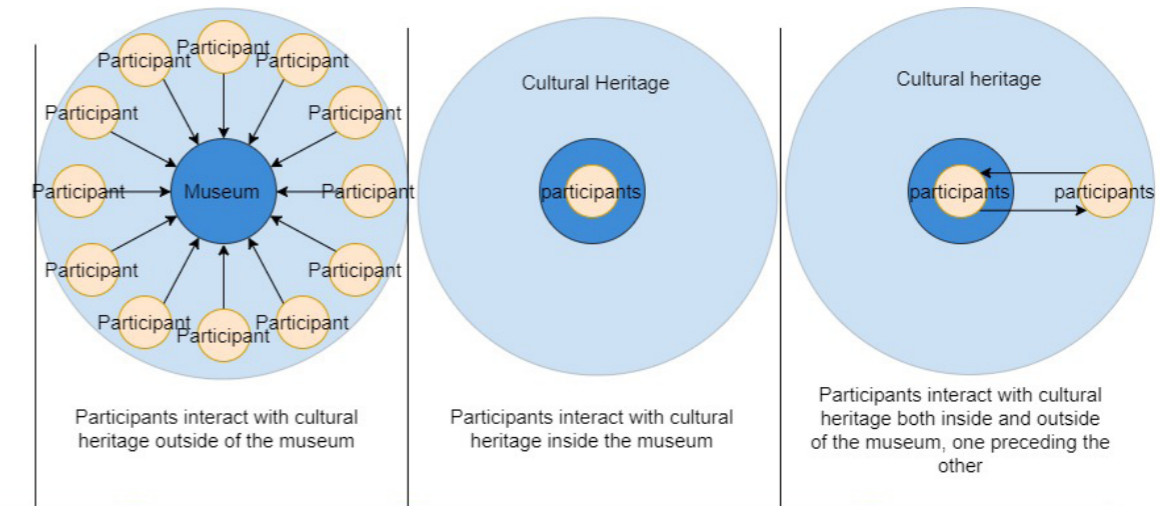 Participant
Participant
Participant
Participant
Participant
Participant
Museum
Participant
Participant
Participant
Participant
Participant
Participant
Participants interact with cultural
heritage outside of the museum
Cultural Heritage
participants
Participants interact with cultural
heritage inside the museum
Cultural heritage
participants
participants
Participants interact with cultural
heritage both inside and outside
of the museum, one preceding the
other